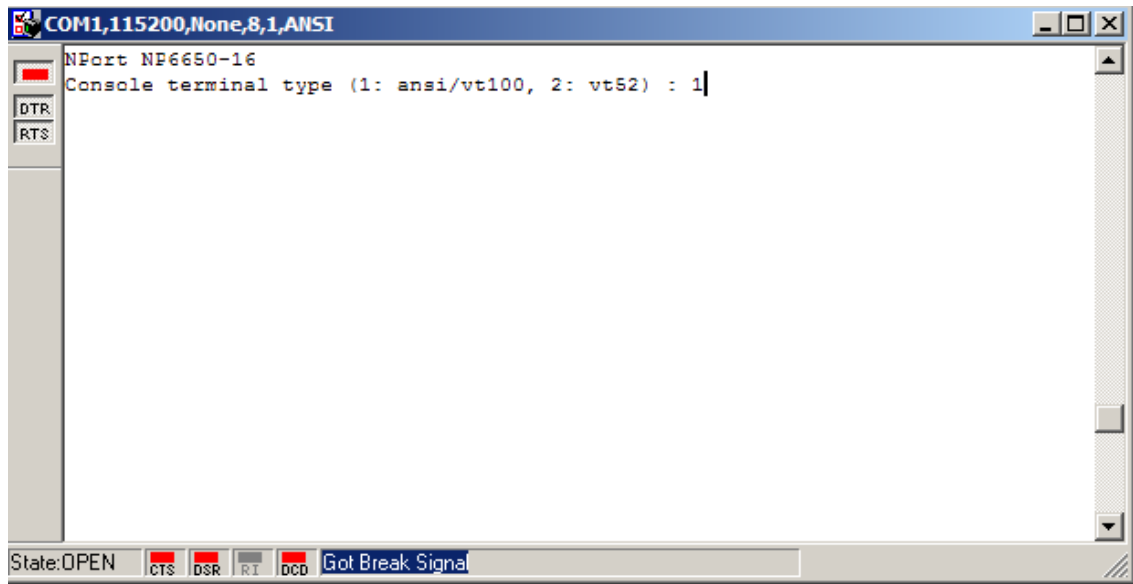 COM1,115200,None,8,1,ANSI
NPort NP6650-16
Console terminal type (1: ansi/vt100, 2: vt52) : 1
DTR
RTS
State:OPEN CTS DSR RI DCD Got Break Signal